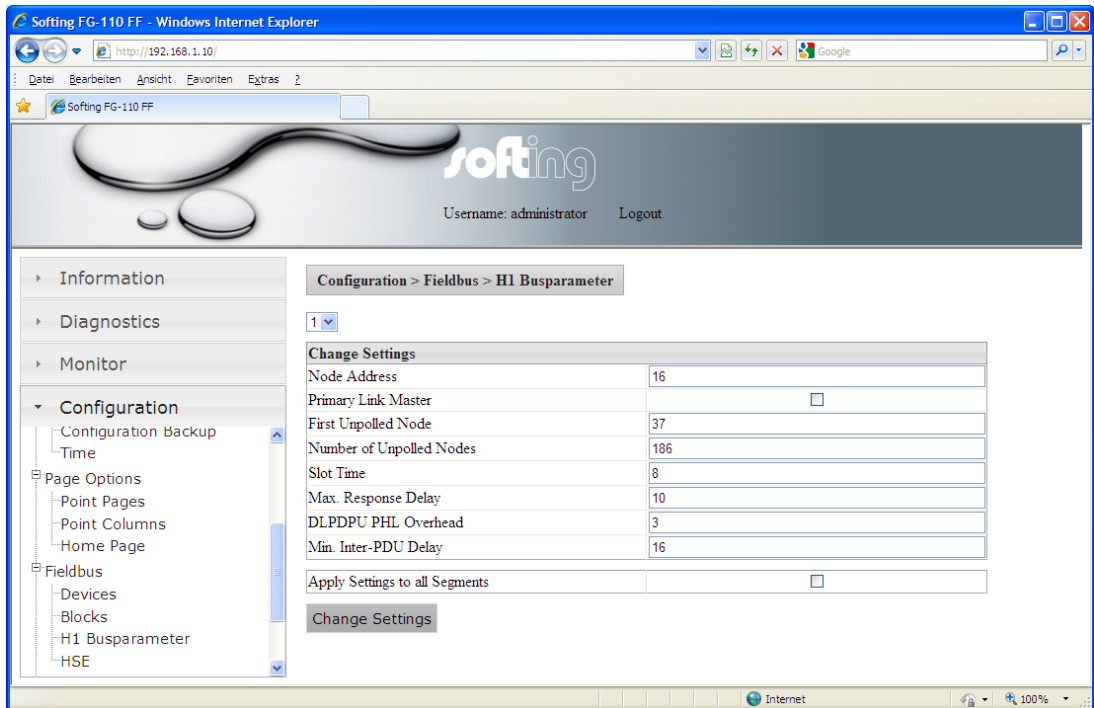 Softing FG-110 FF - Windows Internet Explorer
http://192.168.1.10/
Google
Datei Bearbeiten Ansicht Favoriten Extras ?
Softing FG-110 FF
softing
Username: administrator Logout
Information
Diagnostics
Monitor
Configuration
Configuration Backup
Time
Page Options
Point Pages
Point Columns
Home Page
Fieldbus
Devices
Blocks
H1 Busparameter
HSE
Configuration > Fieldbus > H1 Busparameter
1
Change Settings
Node Address 16
Primary Link Master
First Unpolled Node 37
Number of Unpolled Nodes 186
Slot Time 8
Max. Response Delay 10
DLPDPU PHL Overhead 3
Min. Inter-PDU Delay 16
Apply Settings to all Segments
Change Settings
Internet 100%